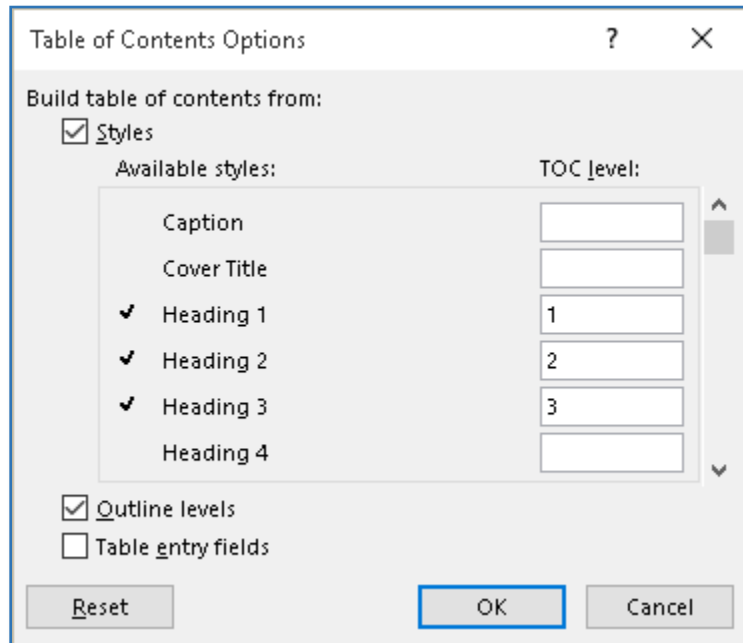 Table of Contents Options ? ×
Build table of contents from:
Styles
Available styles: TOC level:
Caption
Cover Title
Heading 1 1
Heading 2 2
Heading 3 3
Heading 4
Outline levels
Table entry fields
Reset OK Cancel